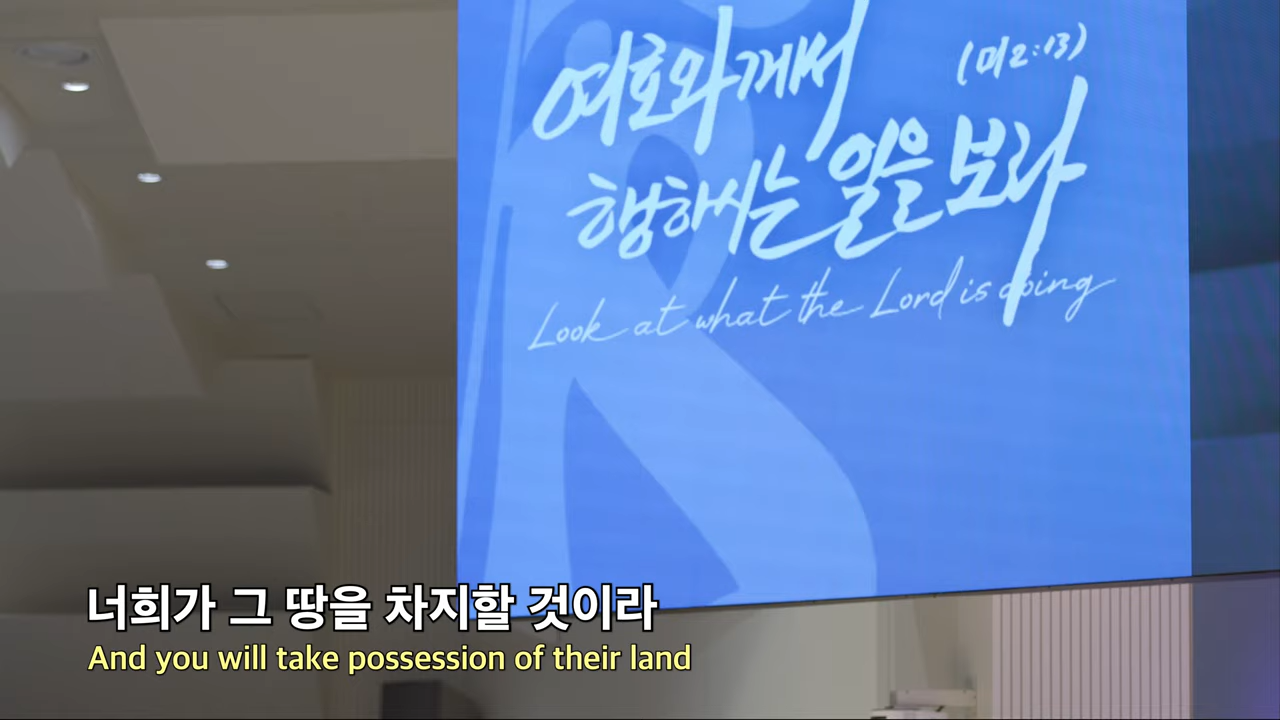 여호와께서
(미 2:13)
행하시는 일을 보라
Look at what the Lord is doing
너희가 그 땅을 차지할 것이라
And you will take possession of their land